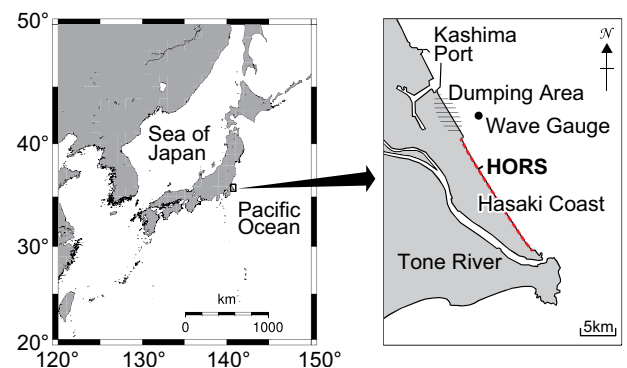 50°
40°
30°
20°
120°
130°
140°
150°
Sea of
Japan
Pacific
Ocean
km
0
1000
Kashima
Port
N
Dumping Area
Wave Gauge
HORS
Hasaki Coast
Tone River
5km